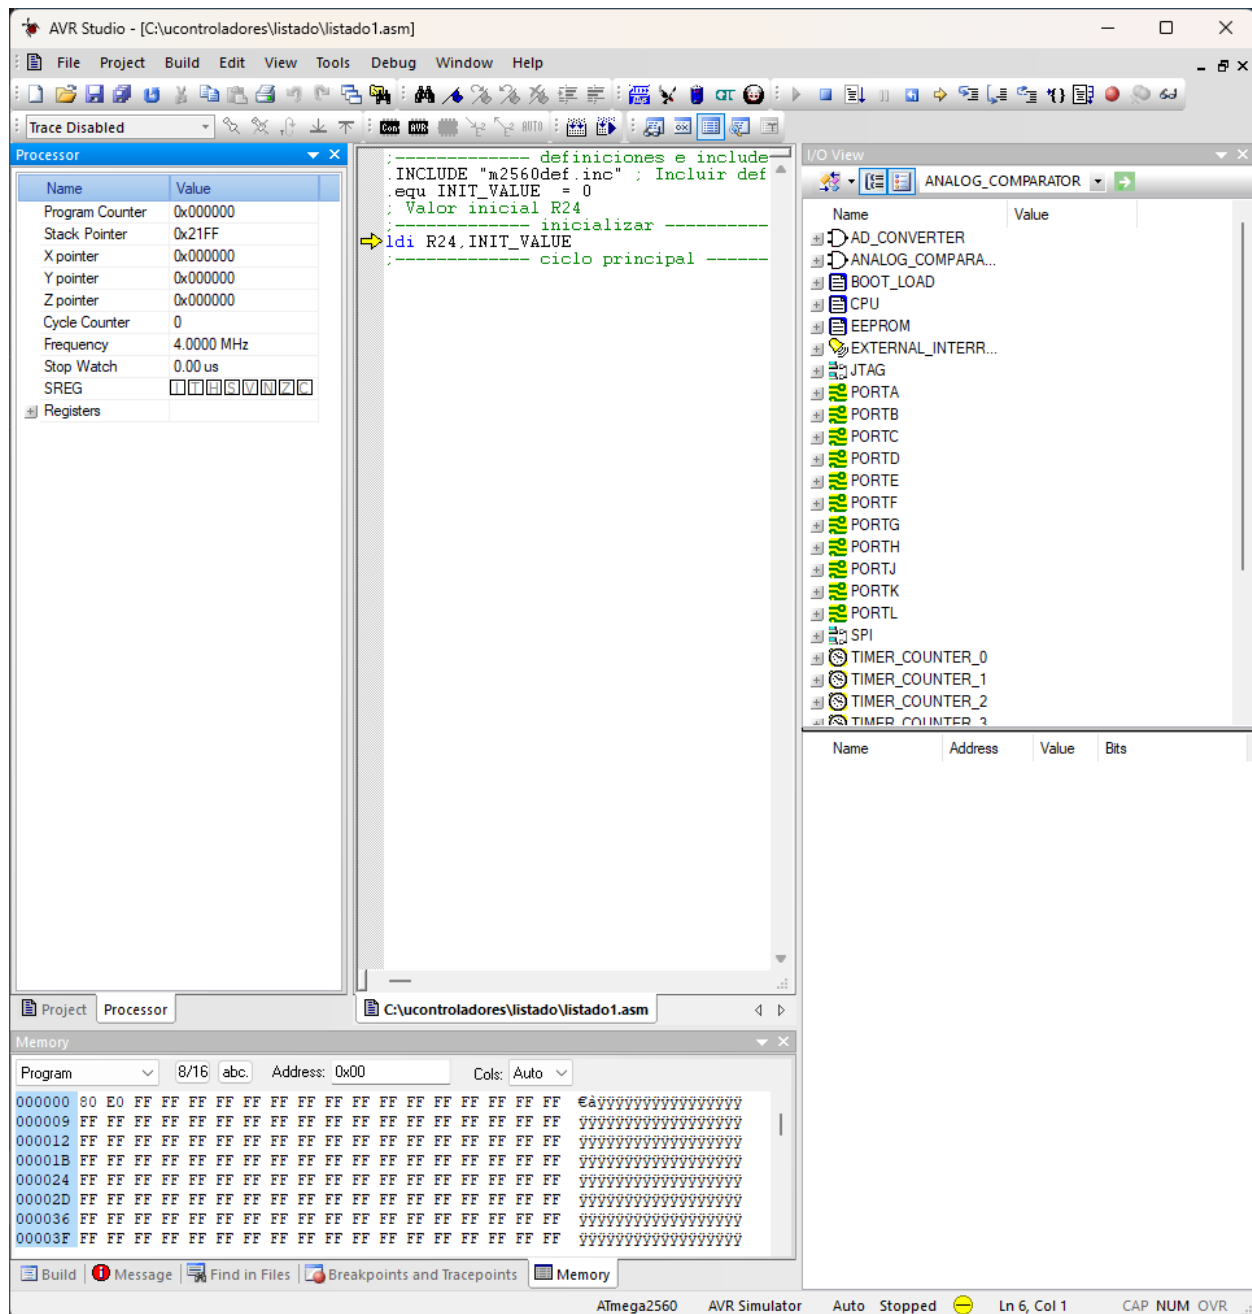 AVR Studio - [C:\ucontroladores\listado\listado1.asm]
File Project Build Edit View Tools Debug Window Help
Trace Disabled
Con AVR AUTO
Processor
Name Value
Program Counter 0x000000
Stack Pointer 0x21FF
X pointer 0x000000
Y pointer 0x000000
Z pointer 0x000000
Cycle Counter 0
Frequency 4.0000 MHz
Stop Watch 0.00 us
SREG I T H S V N Z C
Registers
Project Processor
;------------- definiciones e include
.INCLUDE "m2560def.inc" ; Incluir def
.equ INIT_VALUE = 0
; Valor inicial R24
;------------- inicializar ----------
ldi R24,INIT_VALUE
;------------- ciclo principal ------
C:\ucontroladores\listado\listado1.asm
I/O View
ANALOG_COMPARATOR
Name Value
AD_CONVERTER
ANALOG_COMPARA...
BOOT_LOAD
CPU
EEPROM
EXTERNAL_INTERR...
JTAG
PORTA
PORTB
PORTC
PORTD
PORTE
PORTF
PORTG
PORTH
PORTJ
PORTK
PORTL
SPI
TIMER_COUNTER_0
TIMER_COUNTER_1
TIMER_COUNTER_2
TIMER_COUNTER_3
Name Address Value Bits
Memory
Program 8/16 abc. Address: 0x00 Cols: Auto
000000 80 E0 FF FF FF FF FF FF FF FF FF FF FF FF FF FF FF FF €àÿÿÿÿÿÿÿÿÿÿÿÿÿÿÿÿ
000009 FF FF FF FF FF FF FF FF FF FF FF FF FF FF FF FF FF FF ÿÿÿÿÿÿÿÿÿÿÿÿÿÿÿÿÿÿ
000012 FF FF FF FF FF FF FF FF FF FF FF FF FF FF FF FF FF FF ÿÿÿÿÿÿÿÿÿÿÿÿÿÿÿÿÿÿ
00001B FF FF FF FF FF FF FF FF FF FF FF FF FF FF FF FF FF FF ÿÿÿÿÿÿÿÿÿÿÿÿÿÿÿÿÿÿ
000024 FF FF FF FF FF FF FF FF FF FF FF FF FF FF FF FF FF FF ÿÿÿÿÿÿÿÿÿÿÿÿÿÿÿÿÿÿ
00002D FF FF FF FF FF FF FF FF FF FF FF FF FF FF FF FF FF FF ÿÿÿÿÿÿÿÿÿÿÿÿÿÿÿÿÿÿ
000036 FF FF FF FF FF FF FF FF FF FF FF FF FF FF FF FF FF FF ÿÿÿÿÿÿÿÿÿÿÿÿÿÿÿÿÿÿ
00003F FF FF FF FF FF FF FF FF FF FF FF FF FF FF FF FF FF FF ÿÿÿÿÿÿÿÿÿÿÿÿÿÿÿÿÿÿ
Build Message Find in Files Breakpoints and Tracepoints Memory
ATmega2560 AVR Simulator Auto Stopped Ln 6, Col 1 CAP NUM OVR